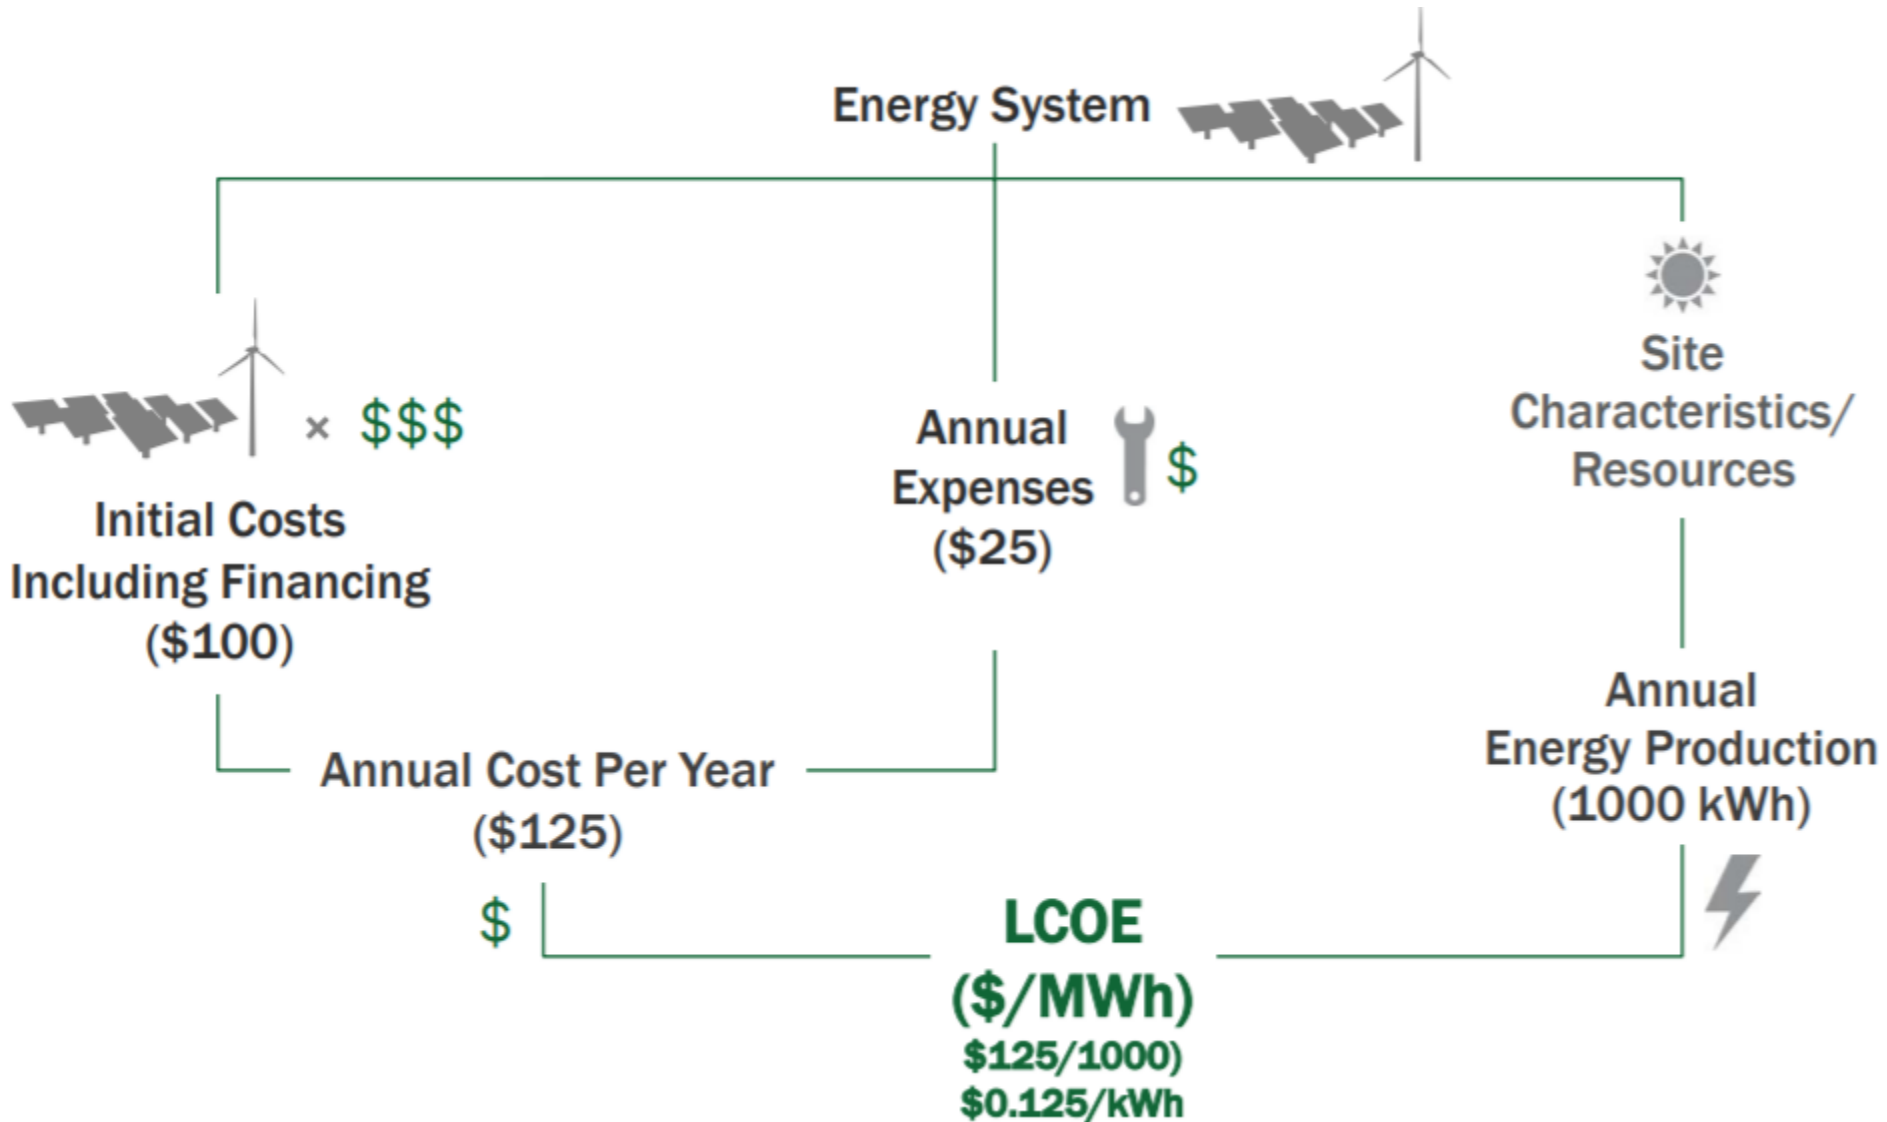 Energy System
× $$$
Initial Costs
Including Financing
($100)
Annual
Expenses
($25)
$
Site
Characteristics/
Resources
Annual Cost Per Year
($125)
$
Annual
Energy Production
(1000 kWh)
LCOE
($/MWh)
$125/1000)
$0.125/kWh